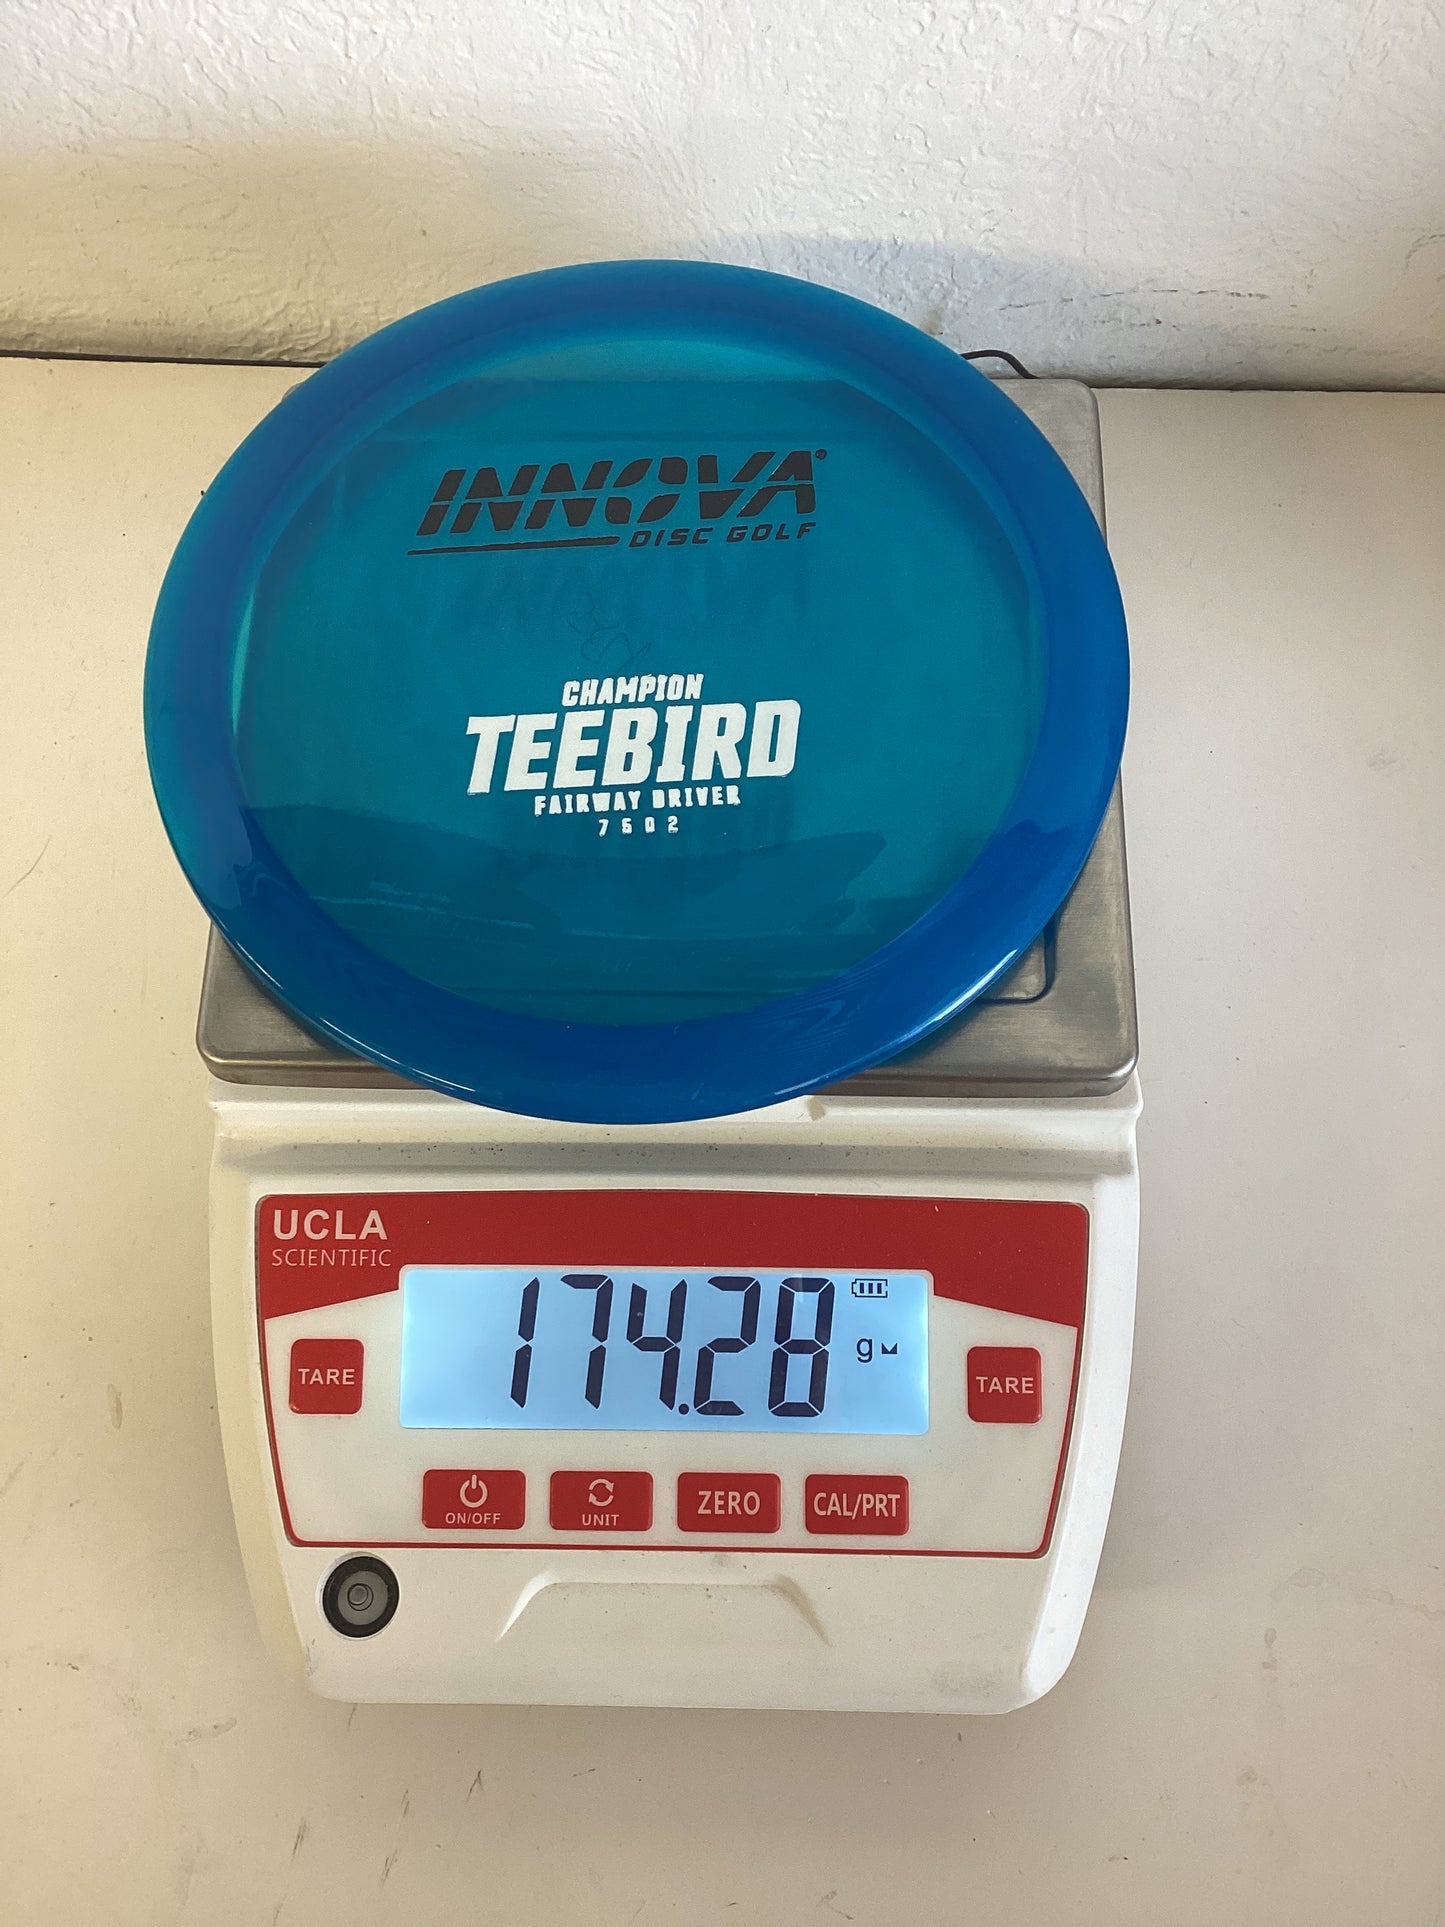 INNOVA®
DISC GOLF
CHAMPION
TEEBIRD
FAIRWAY DRIVER
7 5 0 2
UCLA
SCIENTIFIC
174.28 g
TARE
TARE
ON/OFF
UNIT
ZERO
CAL/PRT